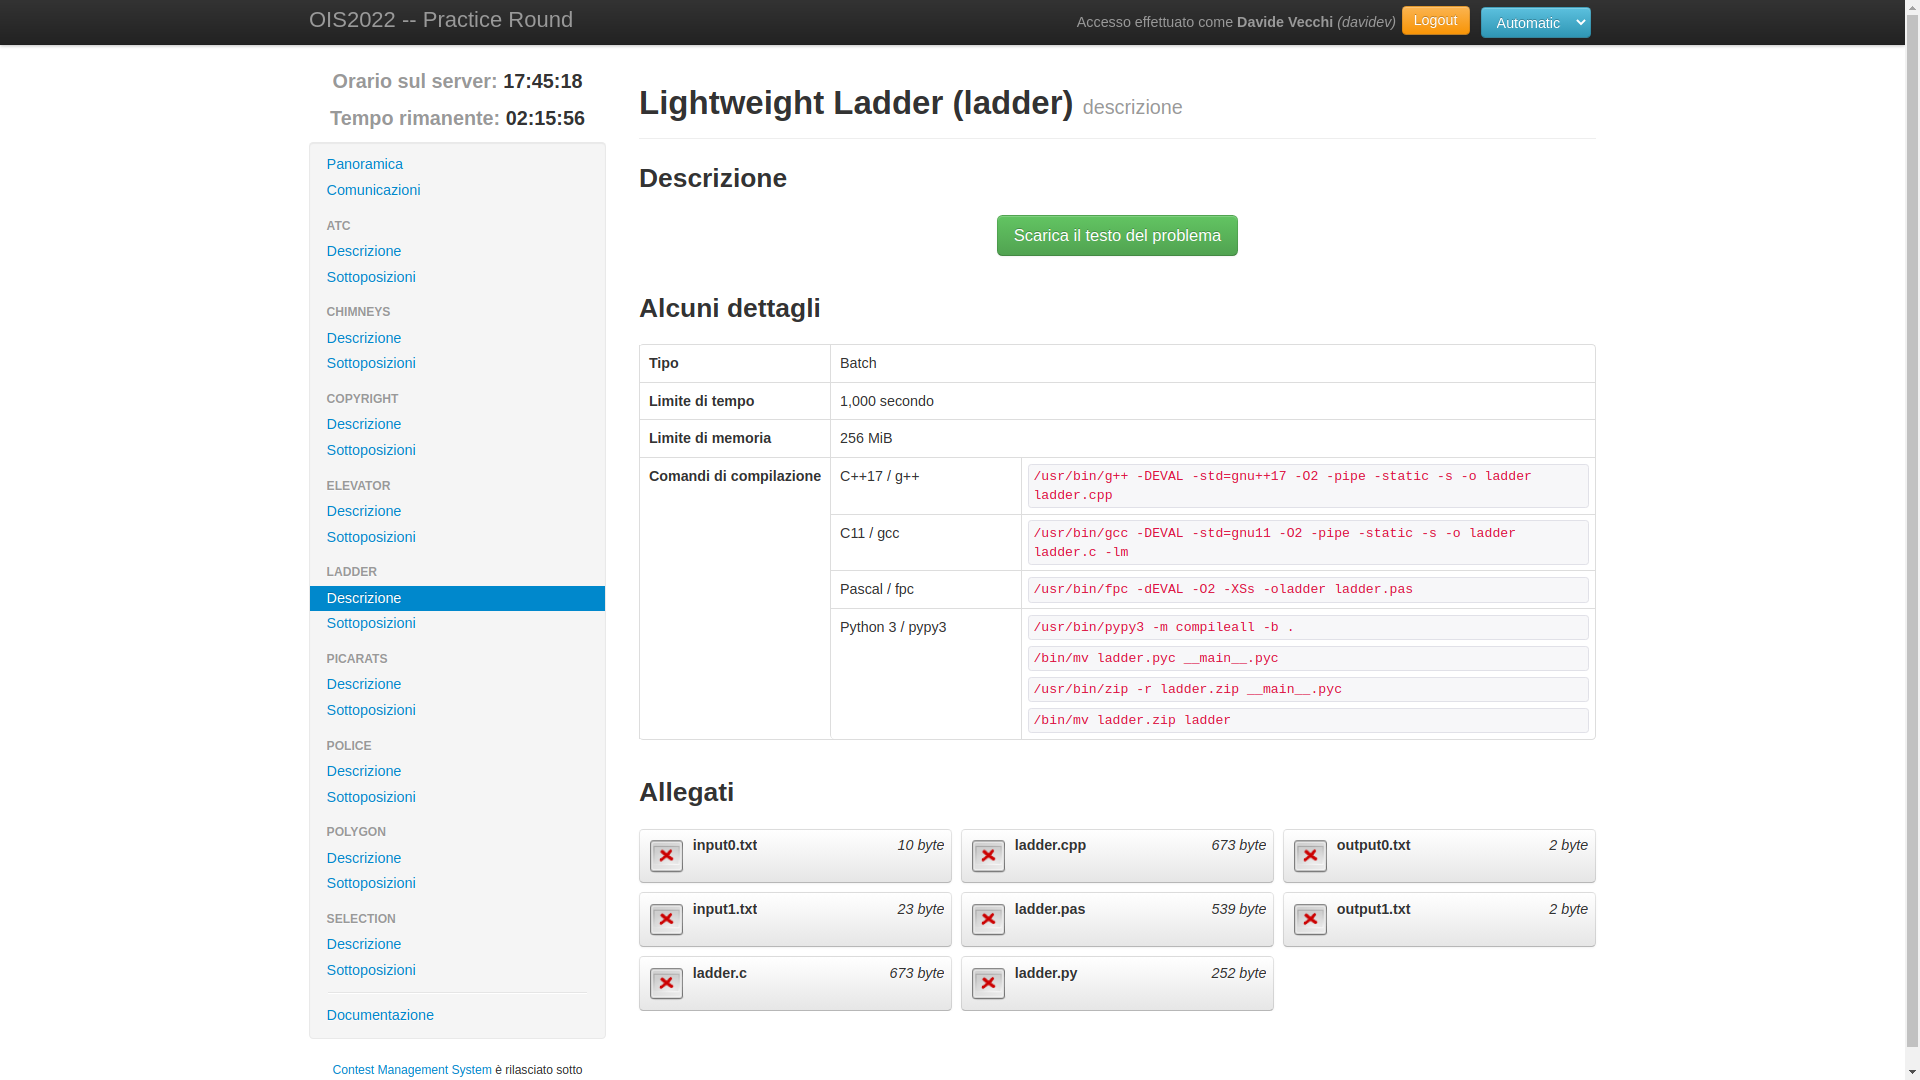 OIS2022 -- Practice Round
Accesso effettuato come Davide Vecchi (davidev) Logout Automatic
Orario sul server: 17:45:18
Tempo rimanente: 02:15:56
Panoramica
Comunicazioni
ATC
Descrizione
Sottoposizioni
CHIMNEYS
Descrizione
Sottoposizioni
COPYRIGHT
Descrizione
Sottoposizioni
ELEVATOR
Descrizione
Sottoposizioni
LADDER
Descrizione
Sottoposizioni
PICARATS
Descrizione
Sottoposizioni
POLICE
Descrizione
Sottoposizioni
POLYGON
Descrizione
Sottoposizioni
SELECTION
Descrizione
Sottoposizioni
Documentazione
Contest Management System è rilasciato sotto
Lightweight Ladder (ladder) descrizione
Descrizione
Scarica il testo del problema
Alcuni dettagli
Tipo Batch
Limite di tempo 1,000 secondo
Limite di memoria 256 MiB
Comandi di compilazione C++17 / g++ /usr/bin/g++ -DEVAL -std=gnu++17 -O2 -pipe -static -s -o ladder
ladder.cpp
C11 / gcc /usr/bin/gcc -DEVAL -std=gnu11 -O2 -pipe -static -s -o ladder
ladder.c -lm
Pascal / fpc /usr/bin/fpc -dEVAL -O2 -XSs -oladder ladder.pas
Python 3 / pypy3 /usr/bin/pypy3 -m compileall -b .
/bin/mv ladder.pyc __main__.pyc
/usr/bin/zip -r ladder.zip __main__.pyc
/bin/mv ladder.zip ladder
Allegati
input0.txt 10 byte ladder.cpp 673 byte output0.txt 2 byte
input1.txt 23 byte ladder.pas 539 byte output1.txt 2 byte
ladder.c 673 byte ladder.py 252 byte